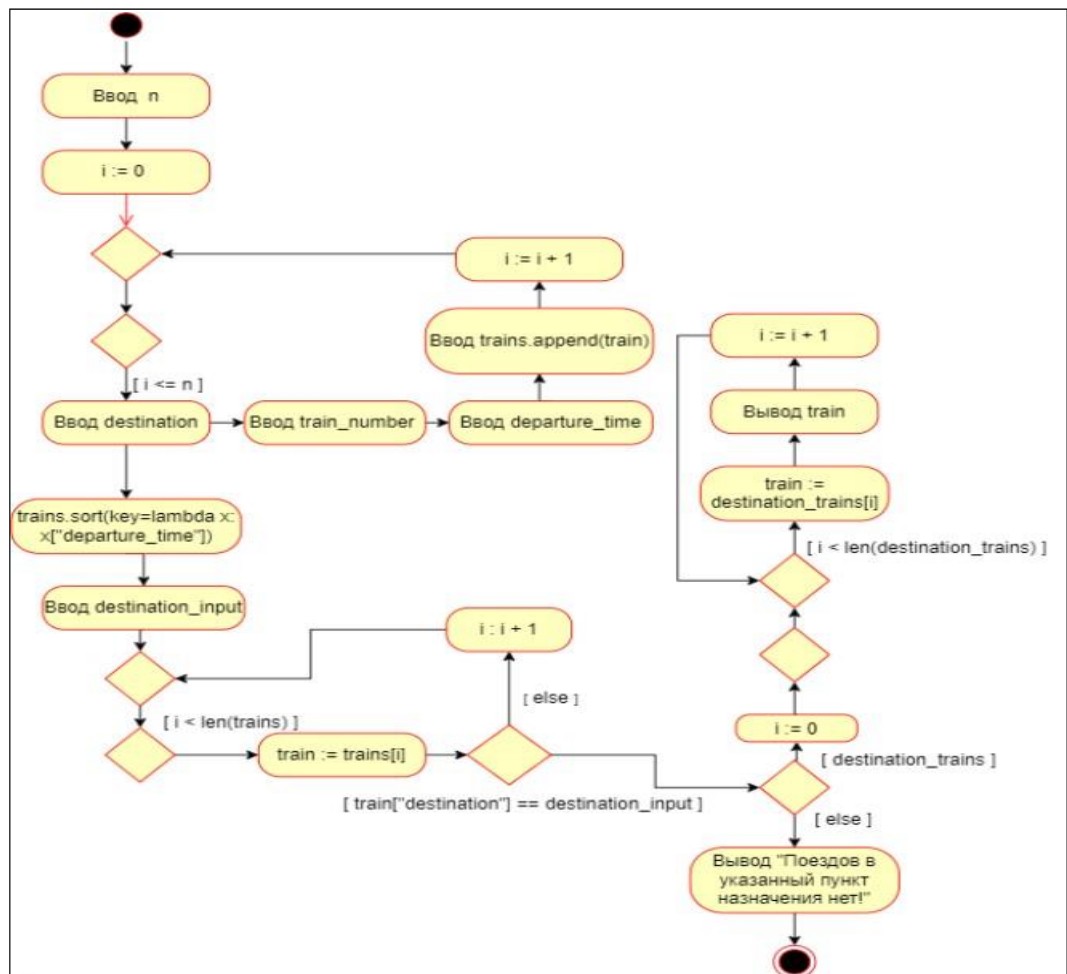 Ввод n
i := 0
i := i + 1
Ввод trains.append(train)
[ i <= n ]
Ввод destination
Ввод train_number
Ввод departure_time
trains.sort(key=lambda x:
x["departure_time"])
Ввод destination_input
i : i + 1
[ else ]
[ i < len(trains) ]
train := trains[i]
[ train["destination"] == destination_input ]
i := i + 1
Вывод train
train :=
destination_trains[i]
[ i < len(destination_trains) ]
i := 0
[ destination_trains ]
[ else ]
Вывод "Поездов в
указанный пункт
назначения нет!"